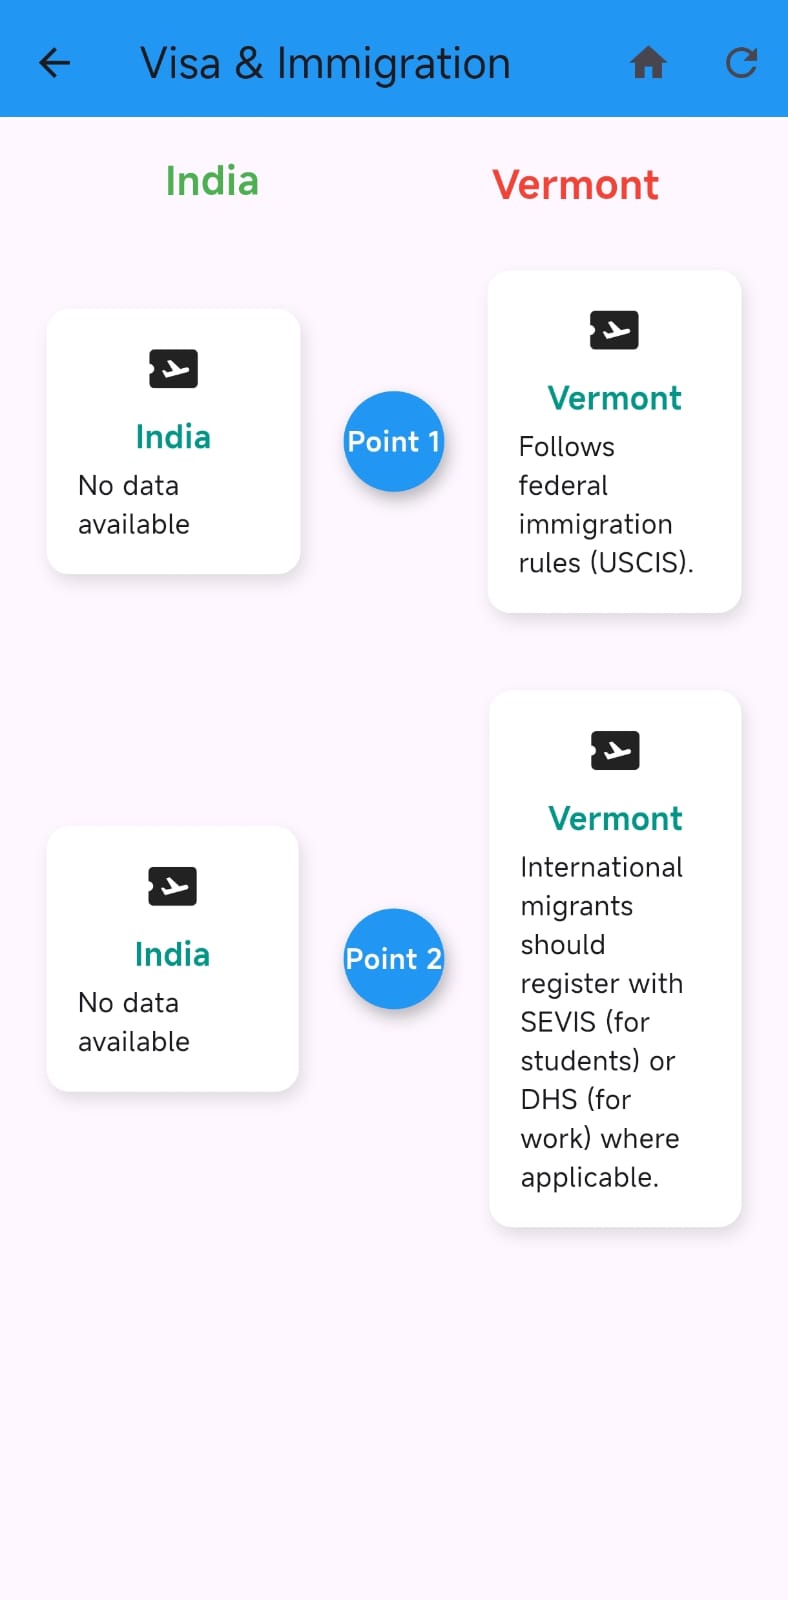 Visa & Immigration
India
Vermont
India
No data
available
Point 1
Vermont
Follows
federal
immigration
rules (USCIS).
India
No data
available
Point 2
Vermont
International
migrants
should
register with
SEVIS (for
students) or
DHS (for
work) where
applicable.